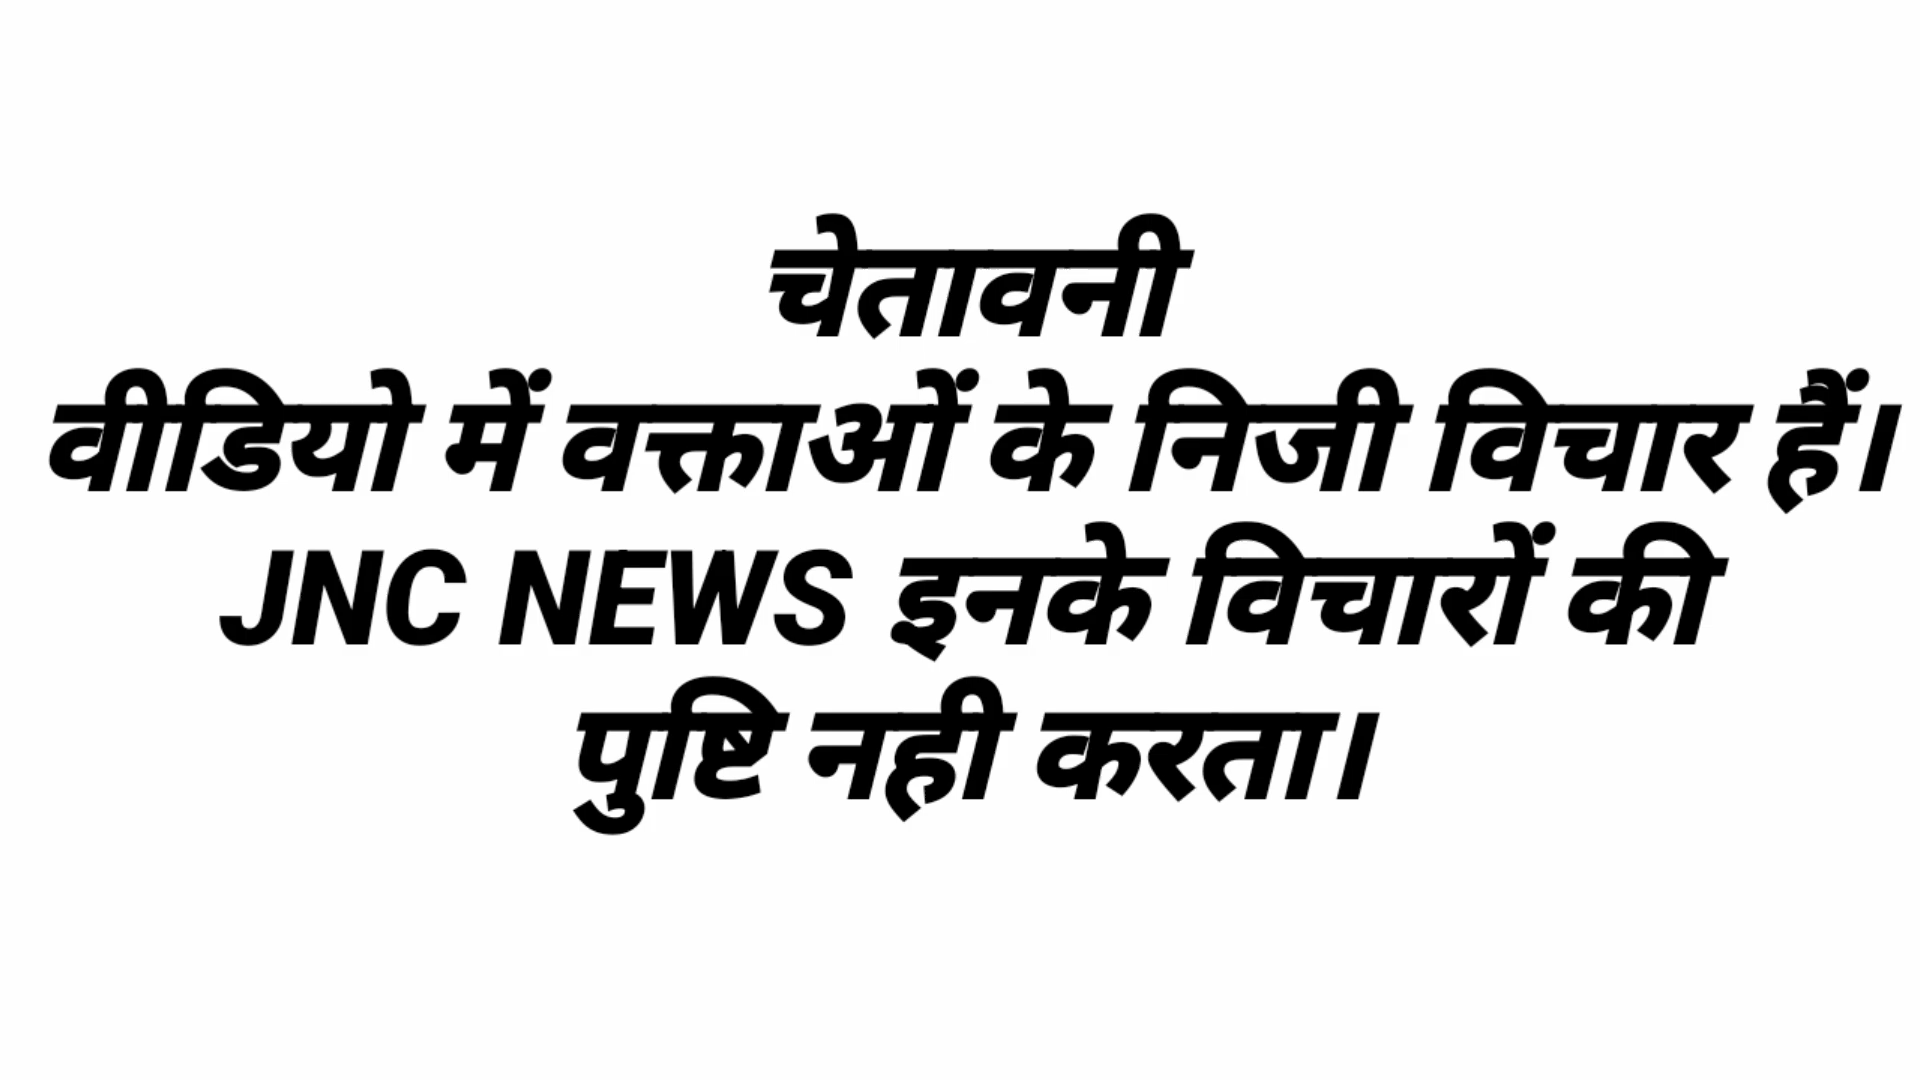 चेतावनी
वीडियो में वक्ताओं के निजी विचार हैं।
JNC NEWS इनके विचारों की
पुष्टि नही करता।